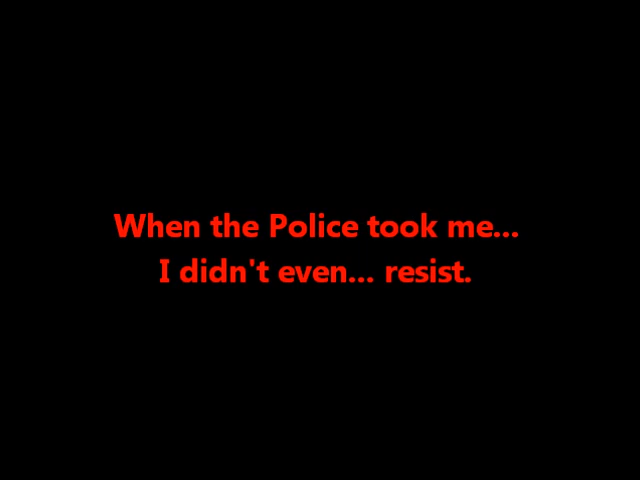 When the Police took me...
I didn't even... resist.